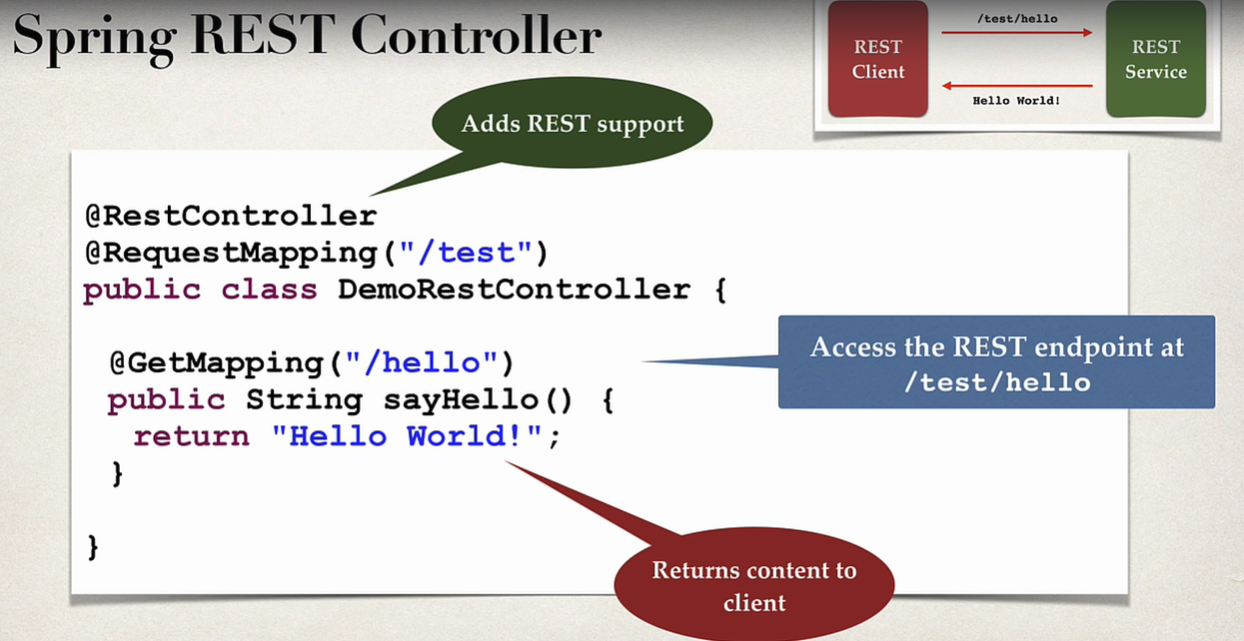 Spring REST Controller
REST
Client
/test/hello
Hello World!
REST
Service
Adds REST support
@RestController
@RequestMapping("/test")
public class DemoRestController {
@GetMapping("/hello")
public String sayHello() {
return "Hello World!";
}
}
Access the REST endpoint at
/test/hello
Returns content to
client